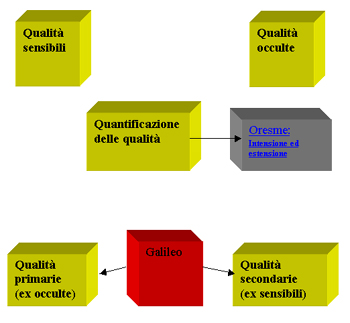 Qualità
sensibili
Qualità
occulte
Quantificazione
delle qualità
Oresme:
Intensione ed
estensione
Galileo
Qualità
primarie
(ex occulte)
Qualità
secondarie
(ex sensibili)